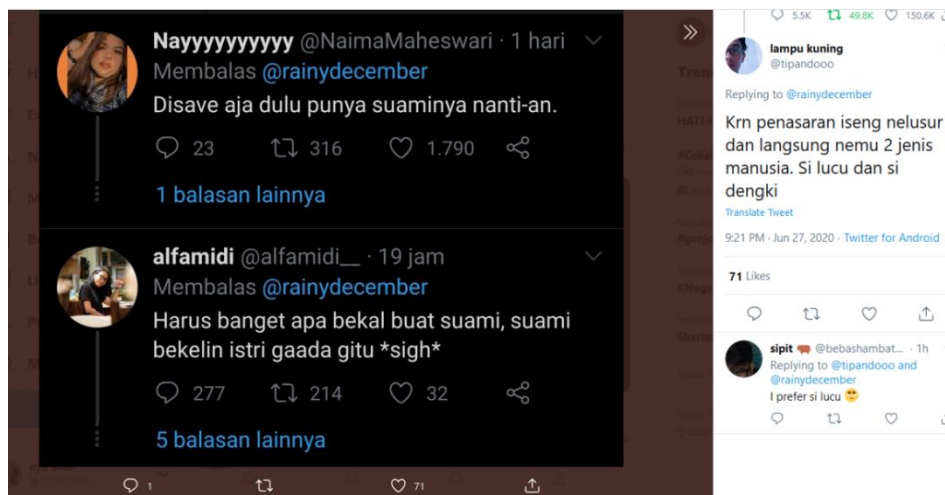 Nayyyyyyyyyy @NaimaMaheswari · 1 hari
Membalas @rainydecember
Disave aja dulu punya suaminya nanti-an.
23 316 1.790
1 balasan lainnya
alfamidi @alfamidi__ · 19 jam
Membalas @rainydecember
Harus banget apa bekal buat suami, suami
bekelin istri gaada gitu *sigh*
277 214 32
5 balasan lainnya
1 71
5.5K 49.8K 150.6K
lampu kuning
@tipandooo
Replying to @rainydecember
Krn penasaran iseng nelusur
dan langsung nemu 2 jenis
manusia. Si lucu dan si
dengki
Translate Tweet
9:21 PM · Jun 27, 2020 · Twitter for Android
71 Likes
sipit @bebashambat... · 1h
Replying to @tipandooo and
@rainydecember
I prefer si lucu 🥺